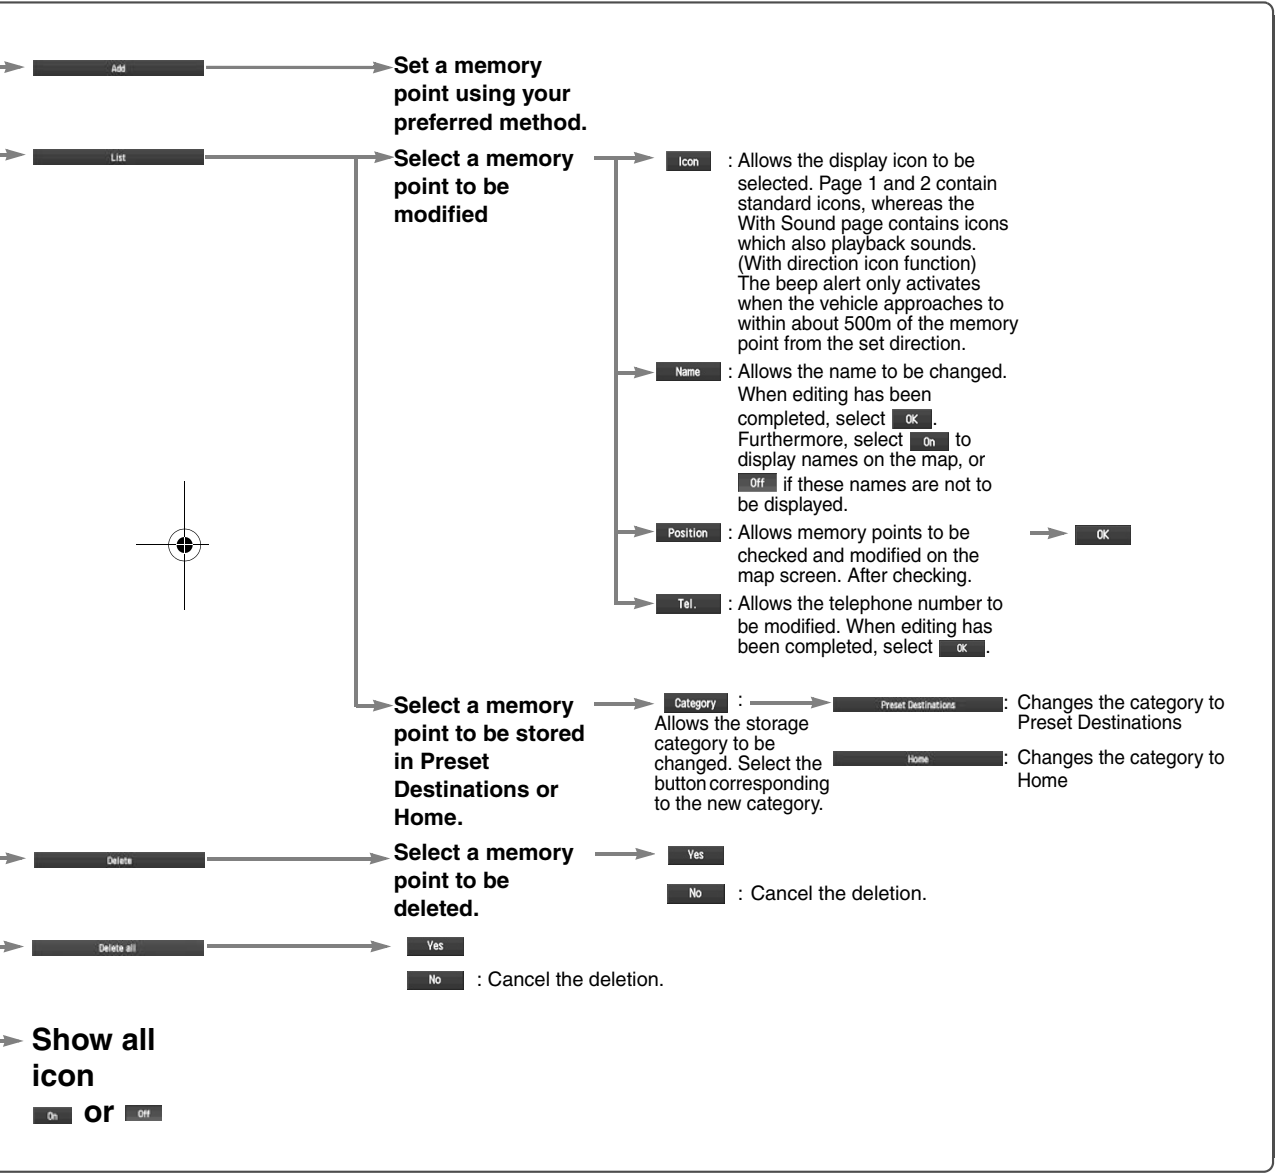 Add
Set a memory
point using your
preferred method.
List
Select a memory
point to be
modified
Icon : Allows the display icon to be
selected. Page 1 and 2 contain
standard icons, whereas the
With Sound page contains icons
which also playback sounds.
(With direction icon function)
The beep alert only activates
when the vehicle approaches to
within about 500m of the memory
point from the set direction.
Name : Allows the name to be changed.
When editing has been
completed, select OK .
Furthermore, select On to
display names on the map, or
Off if these names are not to
be displayed.
Position : Allows memory points to be
checked and modified on the
map screen. After checking.
OK
Tel. : Allows the telephone number to
be modified. When editing has
been completed, select OK .
Select a memory
point to be stored
in Preset
Destinations or
Home.
Category :
Allows the storage
category to be
changed. Select the
button corresponding
to the new category.
Preset Destinations : Changes the category to
Preset Destinations
Home : Changes the category to
Home
Delete
Select a memory
point to be
deleted.
Yes
No : Cancel the deletion.
Delete all
Yes
No : Cancel the deletion.
Show all
icon
On or Off